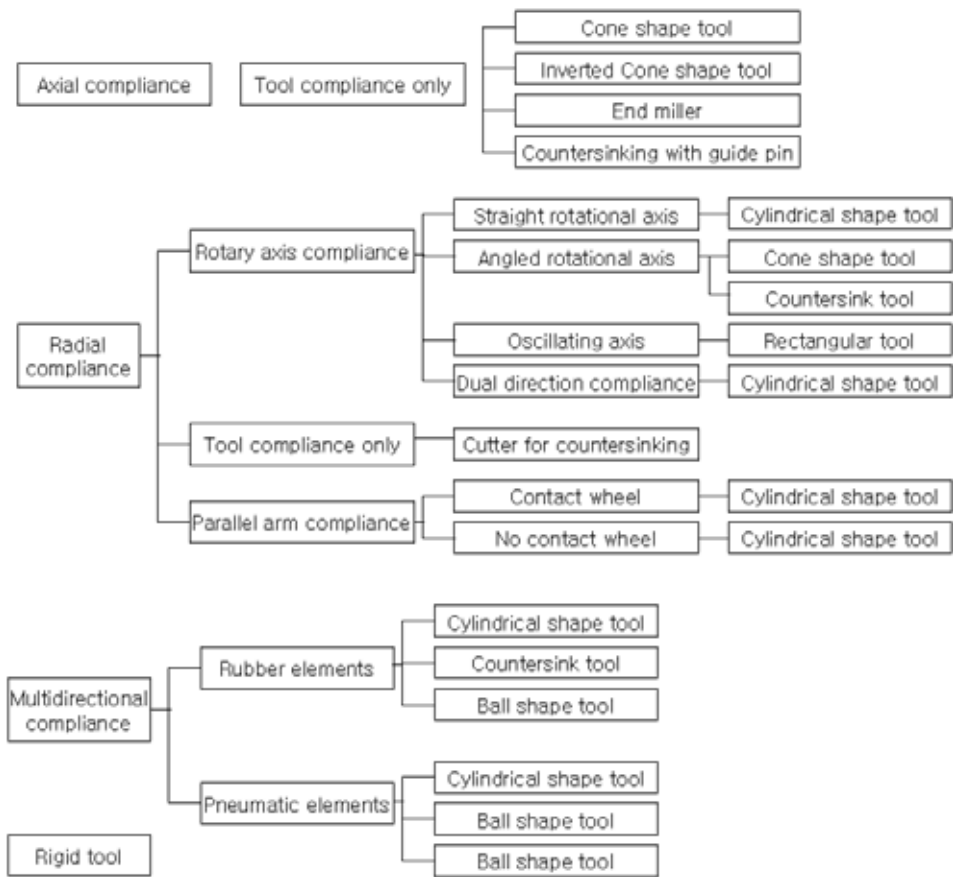 Cone shape tool
Axial compliance
Tool compliance only
Inverted Cone shape tool
End miller
Countersinking with guide pin
Straight rotational axis
Cylindrical shape tool
Rotary axis compliance
Angled rotational axis
Cone shape tool
Countersink tool
Radial
compliance
Oscillating axis
Rectangular tool
Dual direction compliance
Cylindrical shape tool
Tool compliance only
Cutter for countersinking
Parallel arm compliance
Contact wheel
Cylindrical shape tool
No contact wheel
Cylindrical shape tool
Multidirectional
compliance
Rubber elements
Cylindrical shape tool
Countersink tool
Ball shape tool
Pneumatic elements
Cylindrical shape tool
Ball shape tool
Ball shape tool
Rigid tool